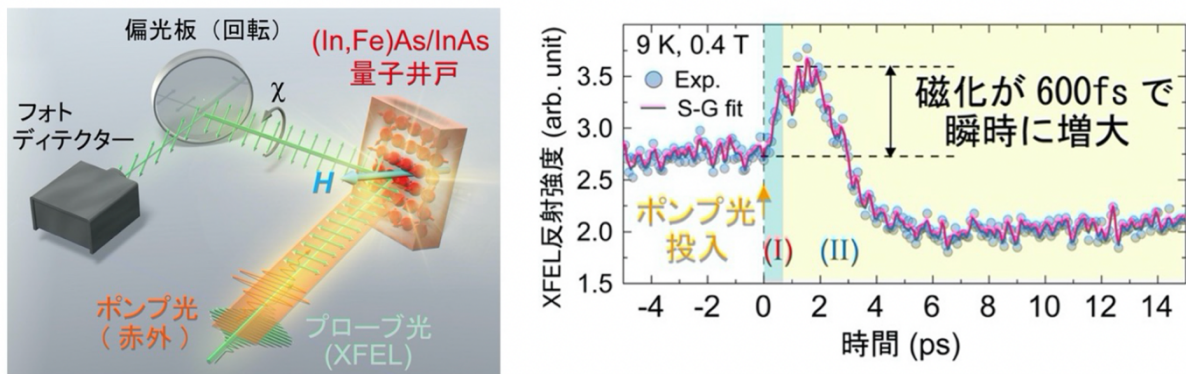 偏光板（回転）
(In,Fe)As/InAs
量子井戸
χ
フォト
ディテクター
H
ポンプ光
（赤外）
プローブ光
(XFEL)
XFEL反射強度 (arb. unit)
3.5
3.0
2.5
2.0
1.5
9 K, 0.4 T
Exp.
S-G fit
磁化が 600fs で
瞬時に増大
ポンプ光
投入
(I)
(II)
-4 -2 0 2 4 6 8 10 12 14
時間 (ps)